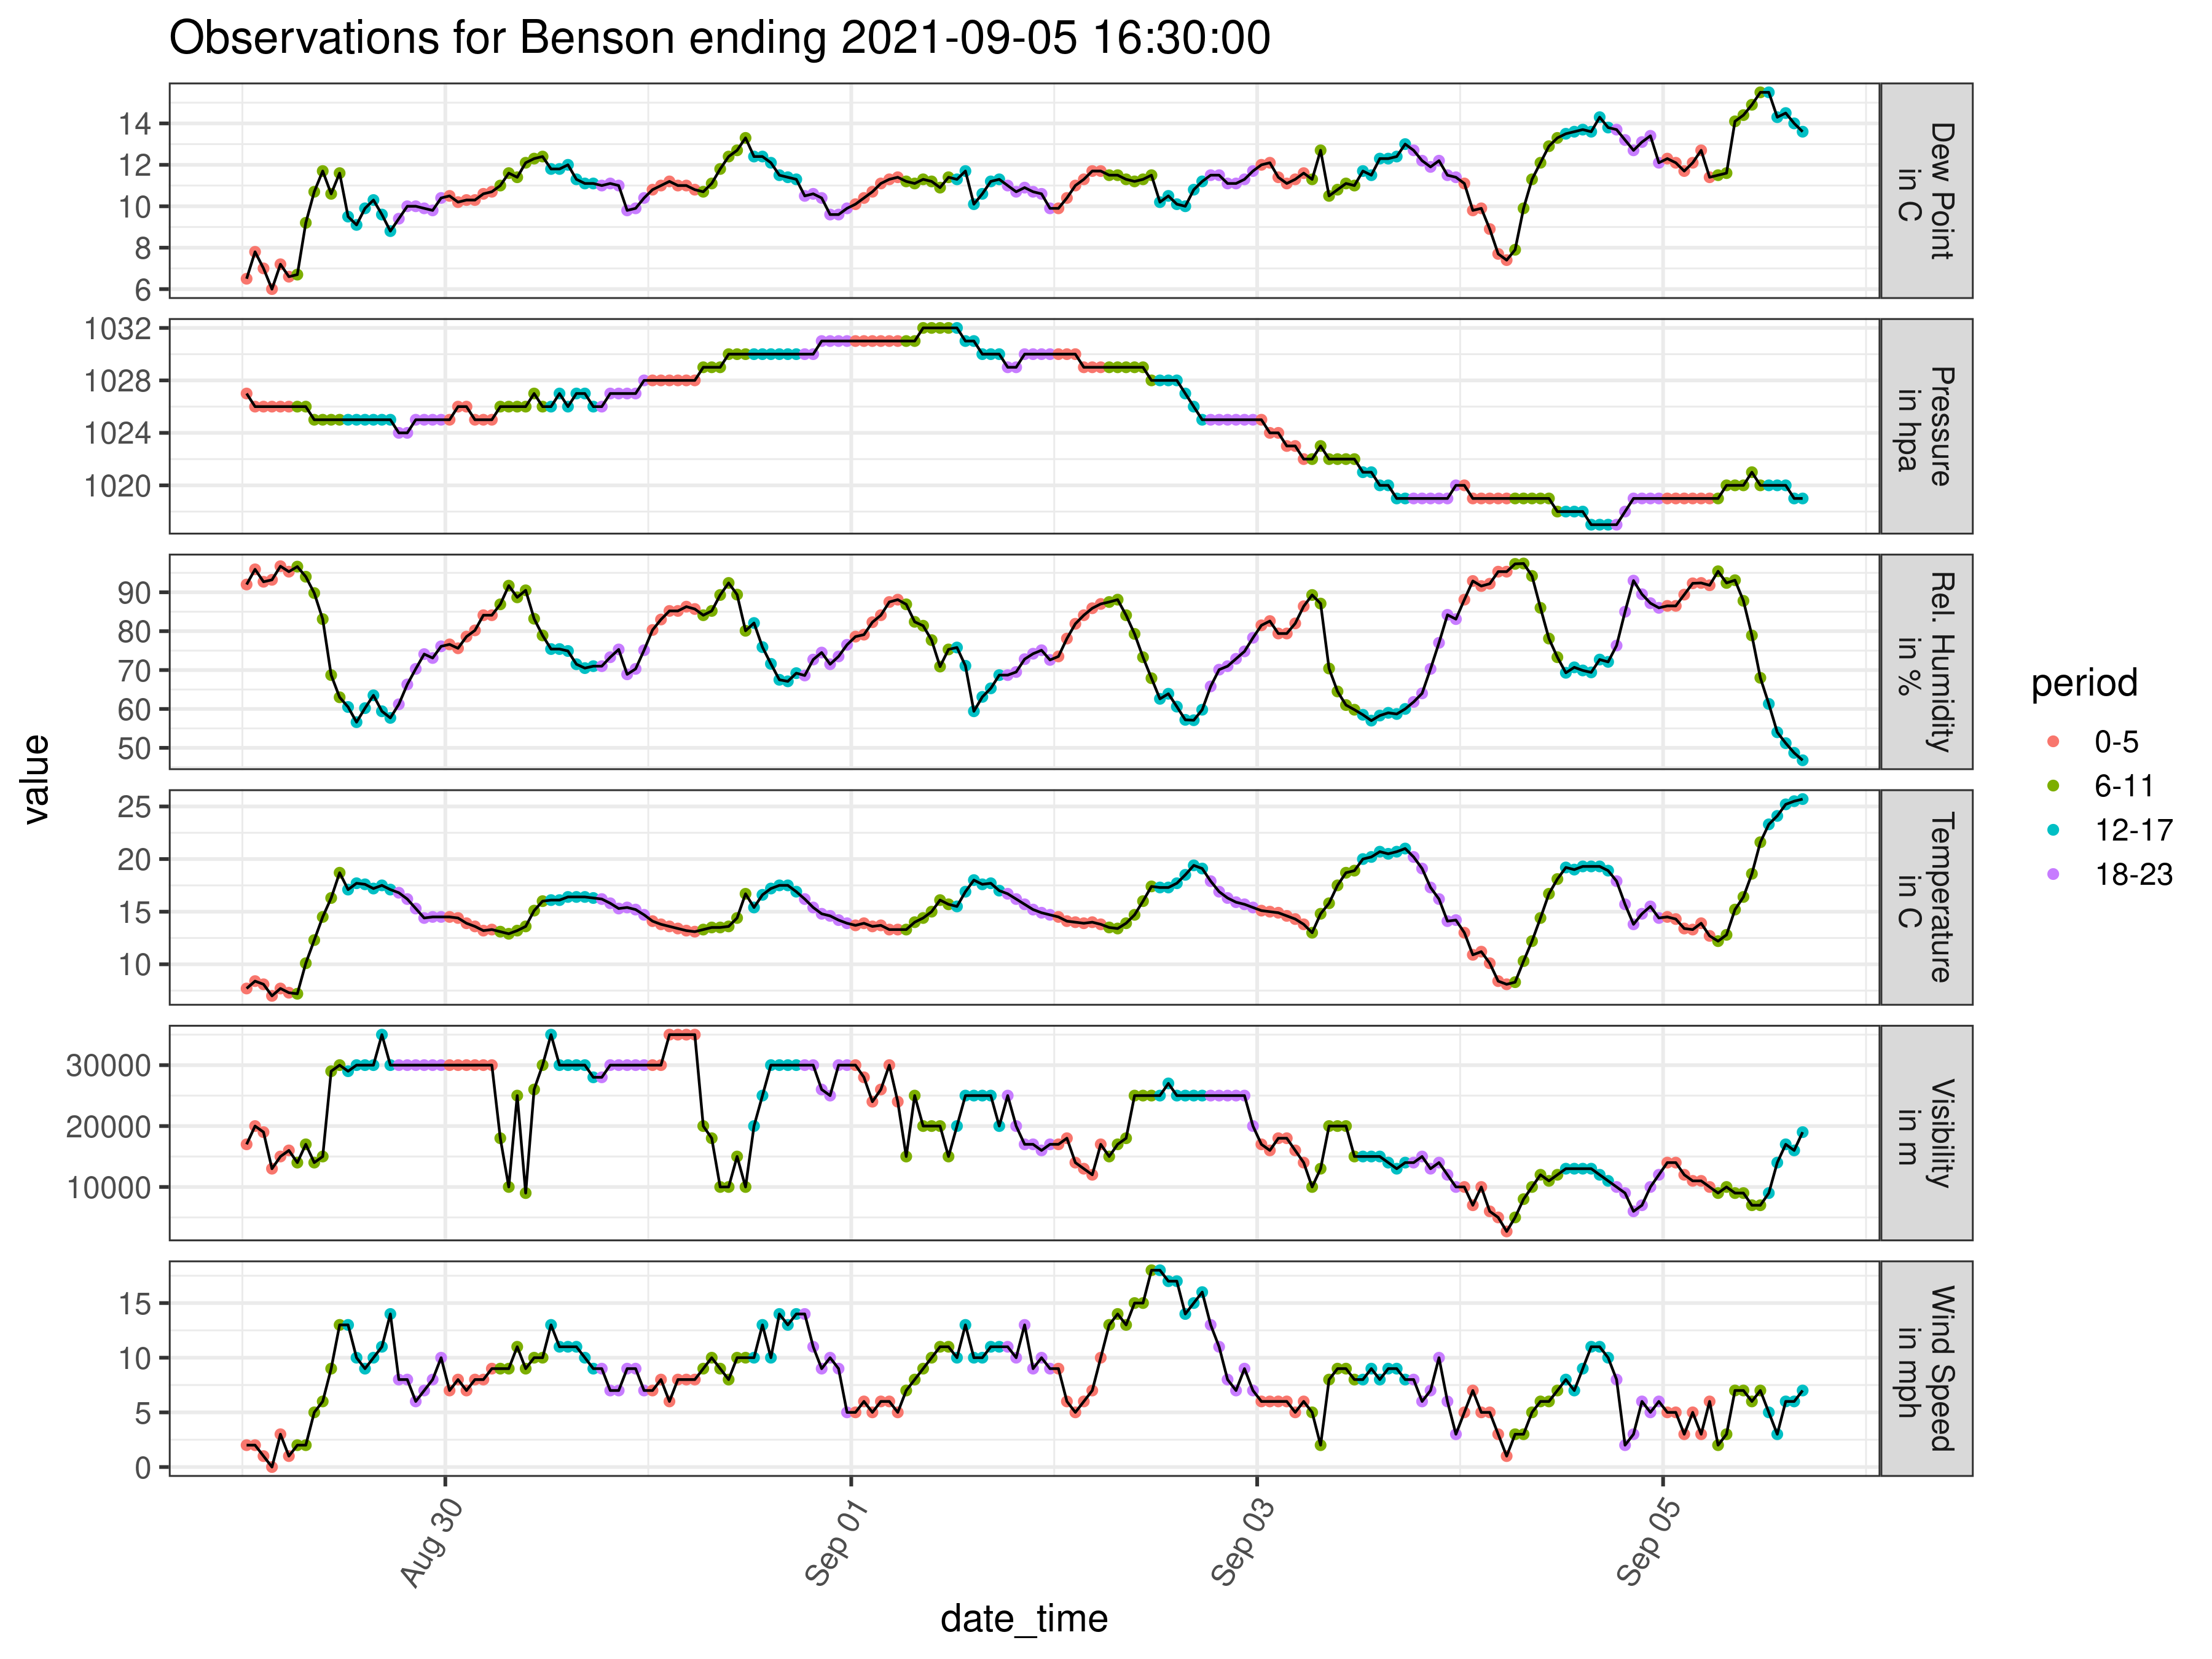 Observations for Benson ending 2021-09-05 16:30:00
value
14
12
10
8
6
Dew Point
in C
1032
1028
1024
1020
Pressure
in hpa
90
80
70
60
50
Rel. Humidity
in %
25
20
15
10
Temperature
in C
30000
20000
10000
Visibility
in m
15
10
5
0
Wind Speed
in mph
Aug 30
Sep 01
Sep 03
Sep 05
date_time
period
0-5
6-11
12-17
18-23